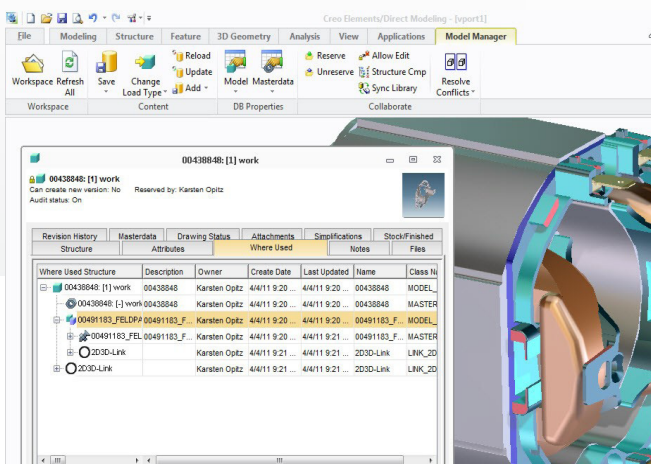 Creo Elements/Direct Modeling - [vport1]
File Modeling Structure Feature 3D Geometry Analysis View Applications Model Manager
Reload Reserve Allow Edit
Update Unreserve Structure Cmp
Workspace Refresh All Save Change Load Type Add Model Masterdata Sync Library Resolve Conflicts
Workspace Content DB Properties Collaborate
00438848: [1] work
00438848: [1] work
Can create new version: No Reserved by: Karsten Opitz
Audit status: On
Revision History Masterdata Drawing Status Attachments Simplifications Stock/Finished
Structure Attributes Where Used Notes Files
Where Used Structure Description Owner Create Date Last Updated Name Class Na
00438848: [1] work 00438848 Karsten Opitz 4/4/11 9:20 ... 4/4/11 9:20 ... 00438848 MODEL_
00438848: [-] work 00438848 Karsten Opitz 4/4/11 9:20 ... 4/4/11 9:20 ... 00438848 MASTER
00491183_FELDPA 00491183_F... Karsten Opitz 4/4/11 9:20 ... 4/4/11 9:20 ... 00491183_F... MODEL_
00491183_FEL 00491183_F... Karsten Opitz 4/4/11 9:21 ... 4/4/11 9:21 ... 00491183_F... MASTER
2D3D-Link Karsten Opitz 4/4/11 9:21 ... 4/4/11 9:21 ... 2D3D-Link LINK_2D
2D3D-Link Karsten Opitz 4/4/11 9:21 ... 4/4/11 9:21 ... 2D3D-Link LINK_2D